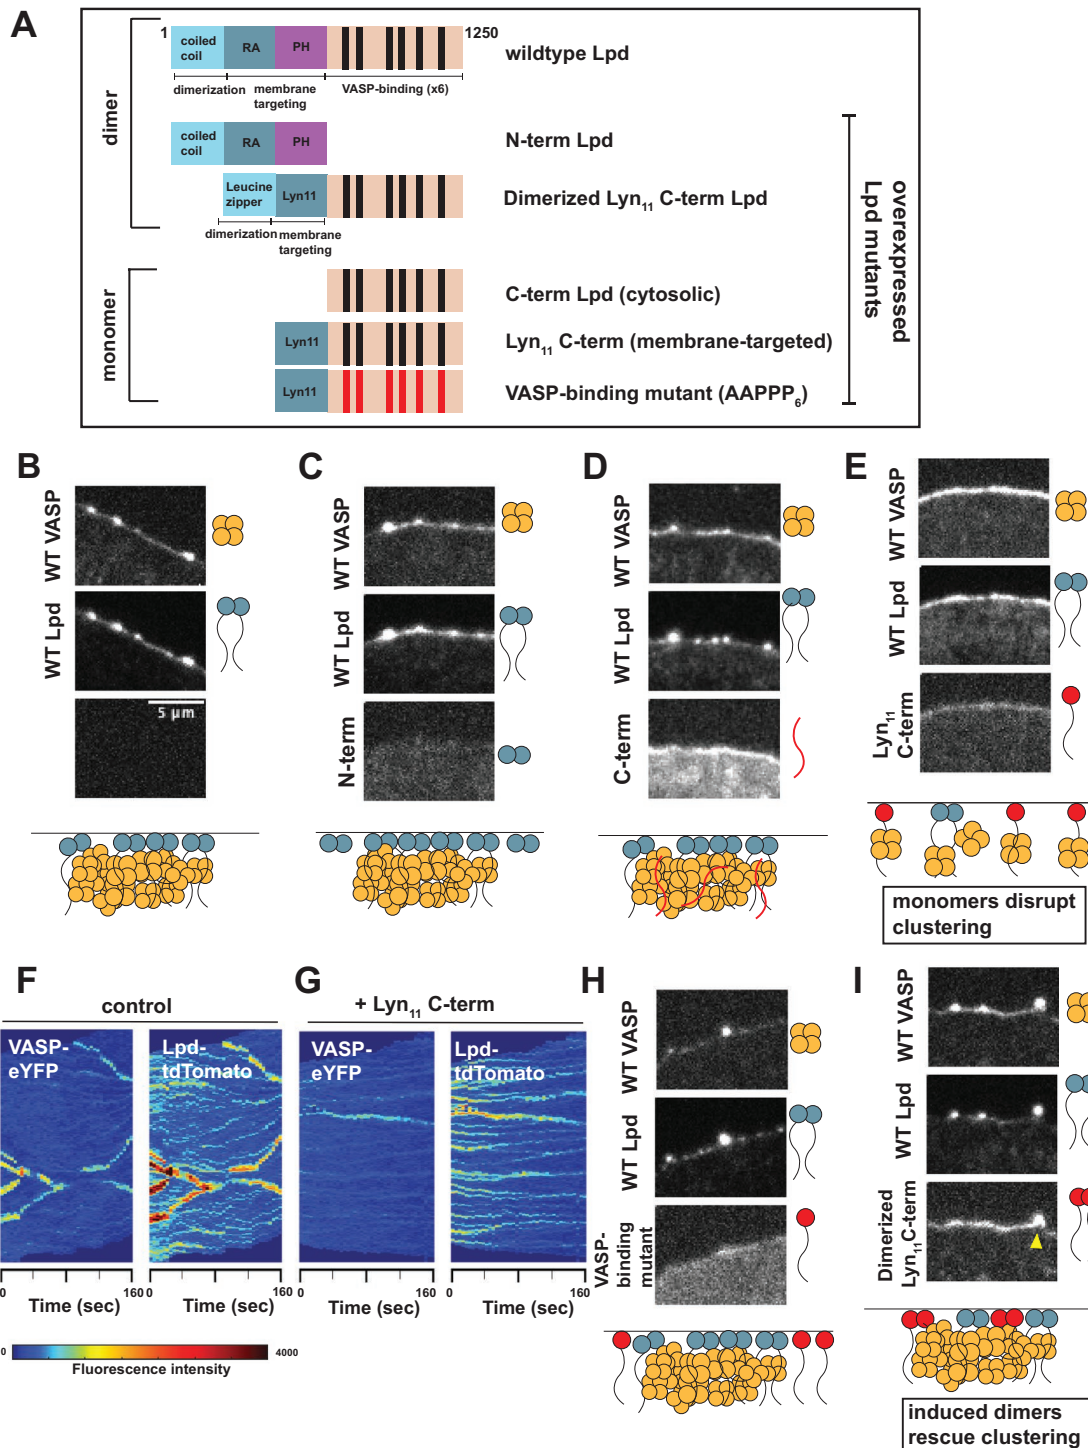 A
1
1250
coiled
coil
RA
PH
wildtype Lpd
dimerization
membrane
targeting
VASP-binding (x6)
dimer
coiled
coil
RA
PH
N-term Lpd
Leucine
zipper
Lyn11
Dimerized Lyn11 C-term Lpd
dimerization
membrane
targeting
monomer
C-term Lpd (cytosolic)
Lyn11
Lyn11 C-term (membrane-targeted)
Lyn11
VASP-binding mutant (AAPPP6)
overexpressed
Lpd mutants
B
WT VASP
WT Lpd
5 µm
C
WT VASP
WT Lpd
N-term
D
WT VASP
WT Lpd
C-term
E
WT VASP
WT Lpd
Lyn11
C-term
monomers disrupt
clustering
F
control
VASP-
eYFP
Lpd-
tdTomato
0
160
Time (sec)
0
160
Time (sec)
0
4000
Fluorescence intensity
G
+ Lyn11 C-term
VASP-
eYFP
Lpd-
tdTomato
0
160
Time (sec)
0
160
Time (sec)
H
WT VASP
WT Lpd
VASP-
binding
mutant
I
WT VASP
WT Lpd
Dimerized
Lyn11C-term
induced dimers
rescue clustering